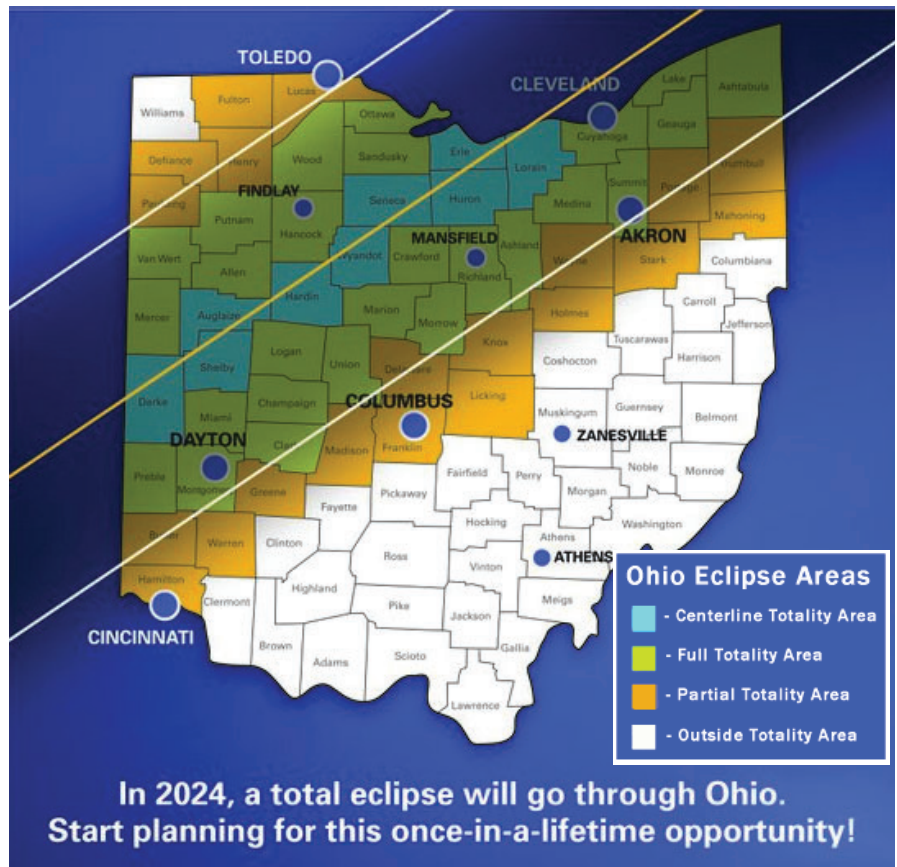 TOLEDO
CLEVELAND
Lake
Ashtabula
Williams
Fulton
Lucas
Ottawa
Cuyahoga
Geauga
Defiance
Henry
Wood
Sandusky
Erie
Lorain
Trumbull
Paulding
FINDLAY
Seneca
Huron
Medina
Summit
Portage
Putnam
Hancock
MANSFIELD
Ashland
AKRON
Mahoning
Van Wert
Allen
Wyandot
Crawford
Richland
Wayne
Stark
Columbiana
Mercer
Auglaize
Hardin
Marion
Morrow
Holmes
Carroll
Jefferson
Shelby
Logan
Union
Delaware
Knox
Coshocton
Tuscarawas
Harrison
Darke
Miami
Champaign
COLUMBUS
Licking
Muskingum
Guernsey
Belmont
DAYTON
Clark
Madison
Franklin
ZANESVILLE
Preble
Montgomery
Greene
Fairfield
Perry
Noble
Monroe
Pickaway
Morgan
Fayette
Butler
Warren
Clinton
Hocking
Washington
Ross
Athens
ATHENS
Hamilton
Highland
Vinton
CINCINNATI
Clermont
Pike
Jackson
Meigs
Brown
Adams
Scioto
Gallia
Lawrence
Ohio Eclipse Areas
- Centerline Totality Area
- Full Totality Area
- Partial Totality Area
- Outside Totality Area
In 2024, a total eclipse will go through Ohio.
Start planning for this once-in-a-lifetime opportunity!